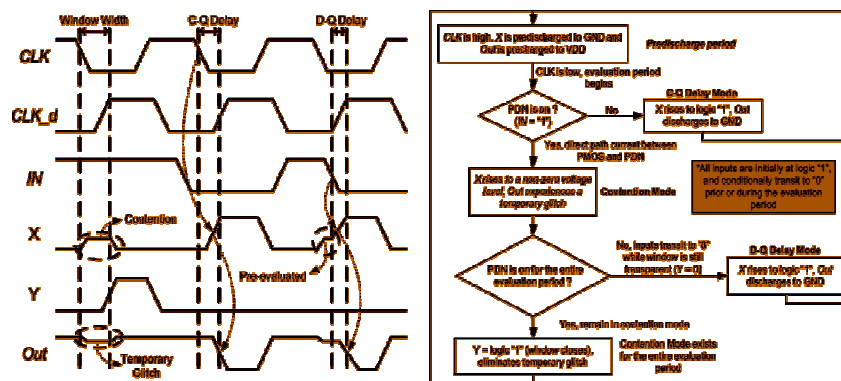 Window Width
C-Q Delay
D-Q Delay
CLK
CLK_d
IN
Contention
X
Pre-evaluated
Y
Out
Temporary
Glitch
CLK is high, X is predischarged to GND and
Out is precharged to VDD
Predischarge period
CLK is low, evaluation period
begins
PDN is on ?
(IN = "1")
No
C-Q Delay Mode
X rises to logic "1", Out
discharges to GND
Yes, direct path current between
PMOS and PDN
X rises to a non-zero voltage
level, Out experiences a
temporary glitch
Contention Mode
"All inputs are initially at logic "1",
and conditionally transit to "0"
prior or during the evaluation
period
PDN is on for the entire
evaluation period ?
No, inputs transit to "0"
while window is still
transparent (Y = 0)
D-Q Delay Mode
X rises to logic "1", Out
discharges to GND
Yes, remain in contention mode
Y = logic "1" (window closes),
eliminates temporary glitch
Contention Mode exists
for the entire evaluation
period